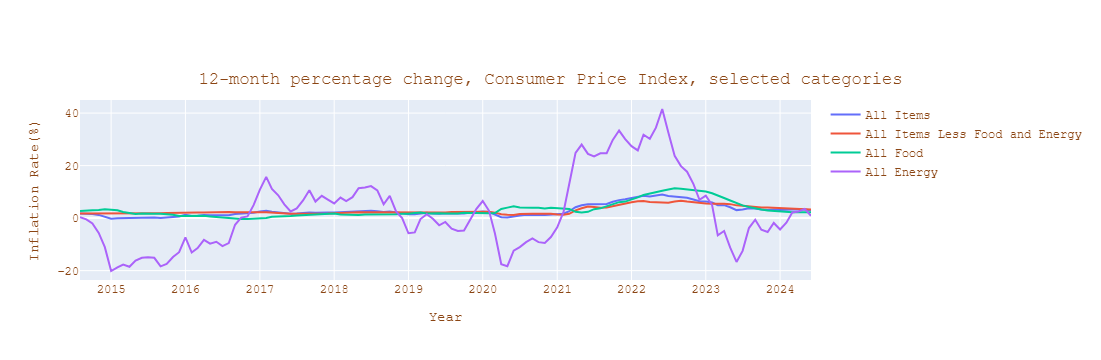 12-month percentage change, Consumer Price Index, selected categories
Inflation Rate(%)
40
20
0
−20
2015 2016 2017 2018 2019 2020 2021 2022 2023 2024
Year
All Items
All Items Less Food and Energy
All Food
All Energy